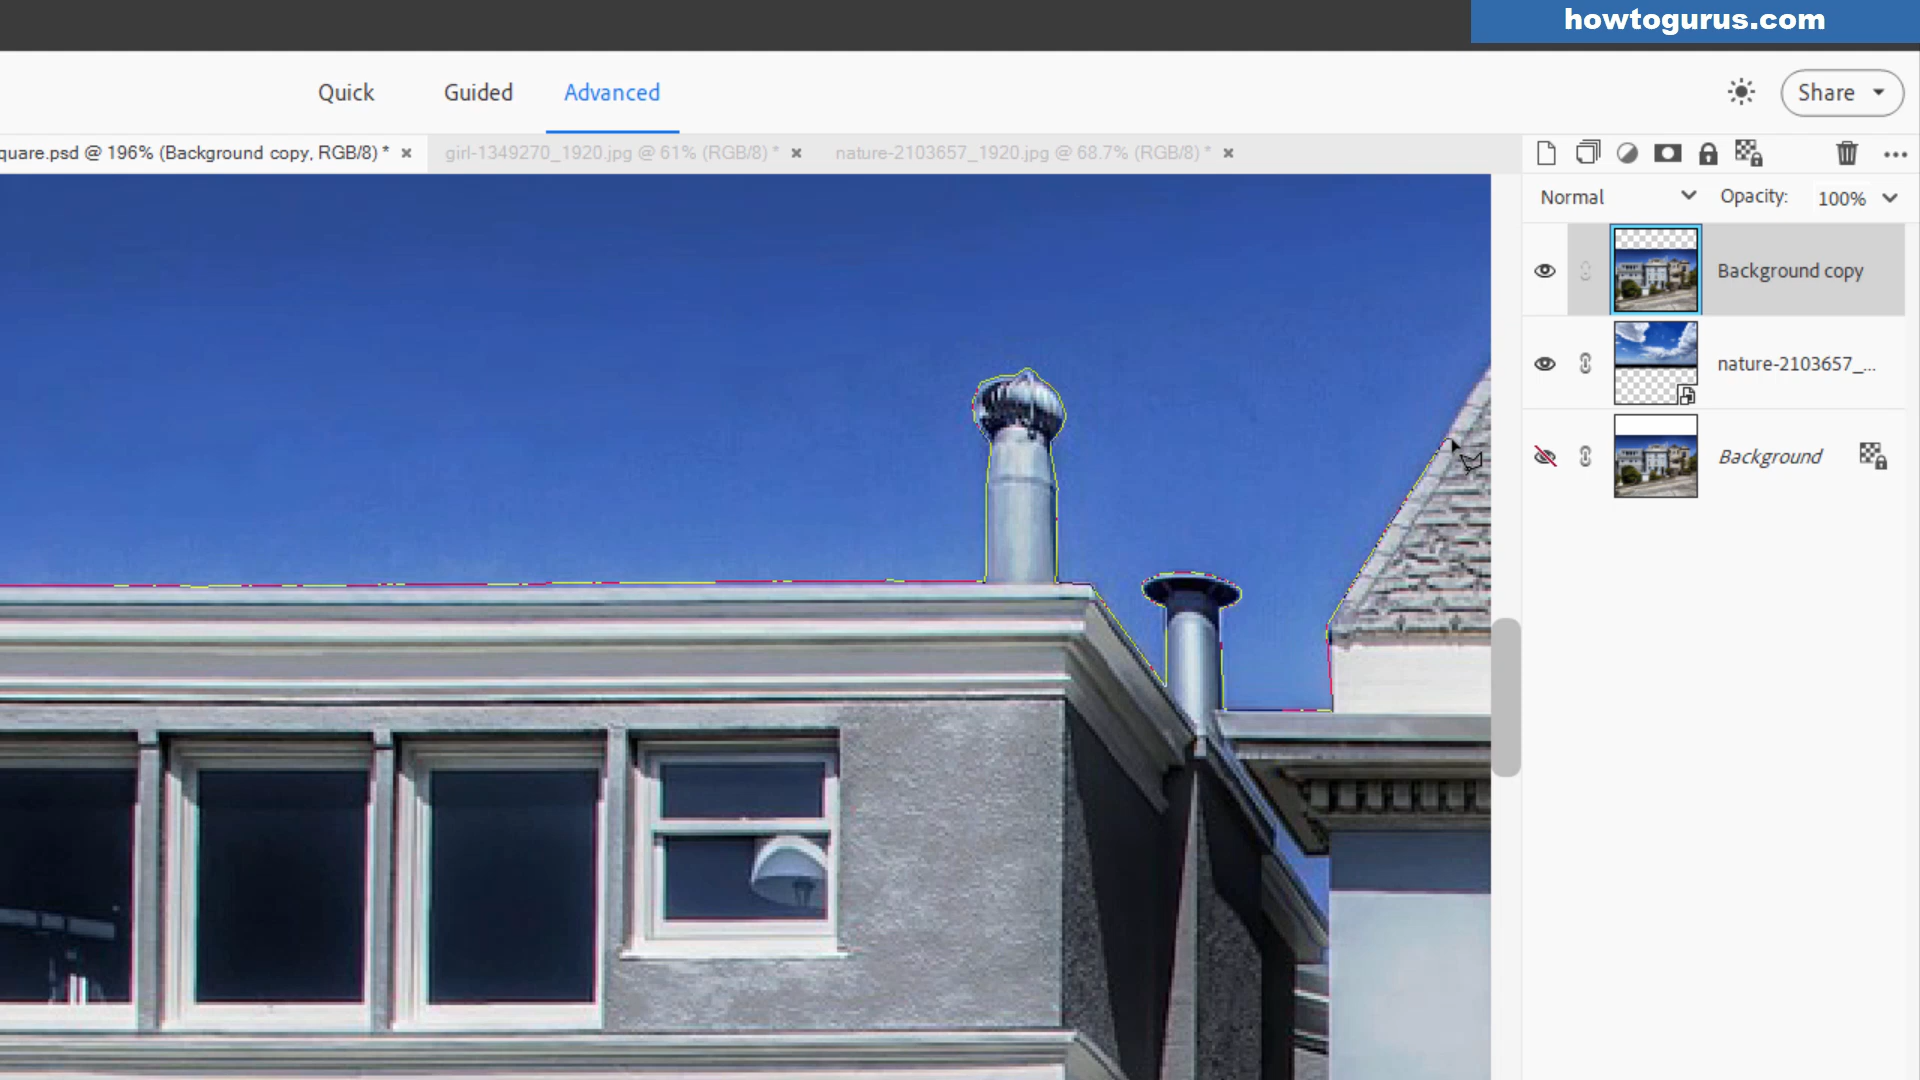 howtogurus.com
Quick Guided Advanced Share
quare.psd @ 196% (Background copy, RGB/8) * girl-1349270_1920.jpg @ 61% (RGB/8) * nature-2103657_1920.jpg @ 68.7% (RGB/8) *
Normal Opacity: 100%
Background copy
nature-2103657_...
Background